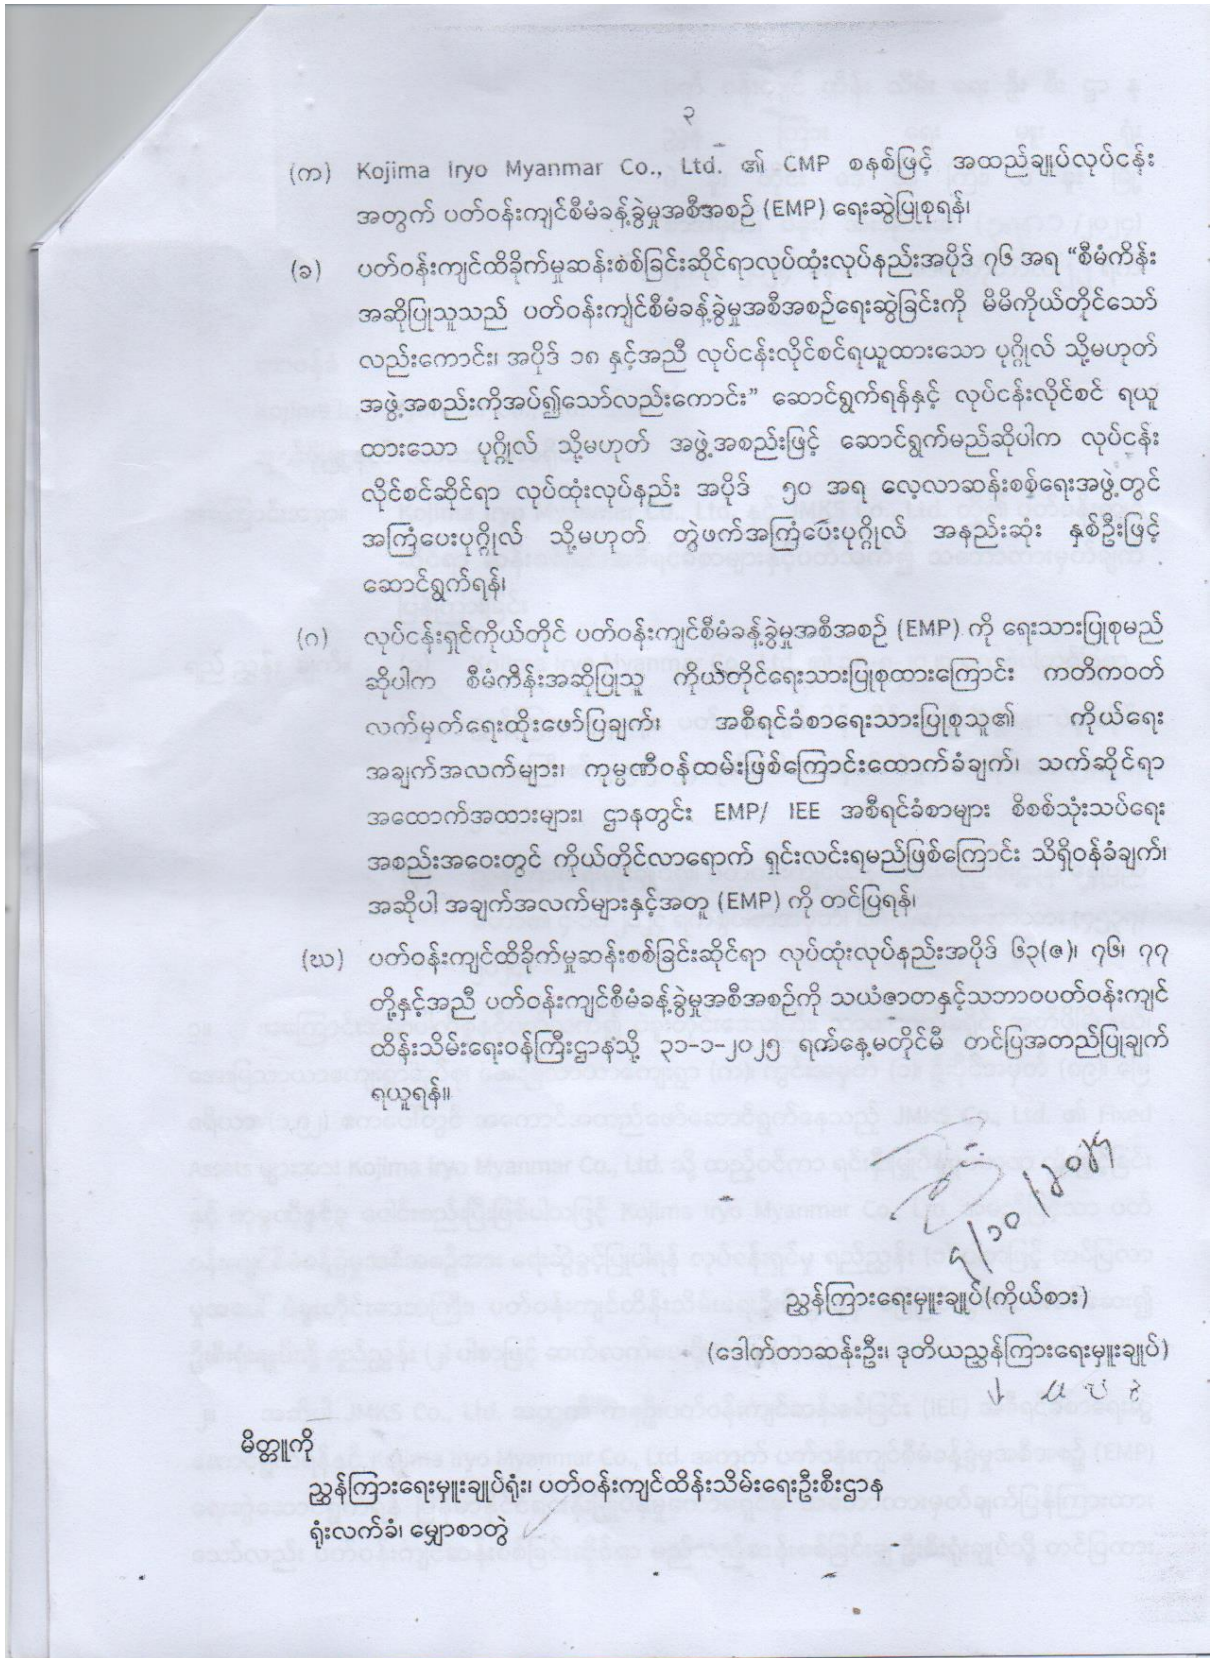 ၃
(က) Kojima Iryo Myanmar Co., Ltd. ၏ CMP စနစ်ဖြင့် အထည်ချုပ်လုပ်ငန်း
အတွက် ပတ်ဝန်းကျင်စီမံခန့်ခွဲမှုအစီအစဉ် (EMP) ရေးဆွဲပြုစုရန်၊
(ခ) ပတ်ဝန်းကျင်ထိခိုက်မှုဆန်းစစ်ခြင်းဆိုင်ရာလုပ်ထုံးလုပ်နည်းအပိုဒ် ၇၆ အရ “စီမံကိန်း
အဆိုပြုသူသည် ပတ်ဝန်းကျင်စီမံခန့်ခွဲမှုအစီအစဉ်ရေးဆွဲခြင်းကို မိမိကိုယ်တိုင်သော်
လည်းကောင်း၊ အပိုဒ် ၁၈ နှင့်အညီ လုပ်ငန်းလိုင်စင်ရယူထားသော ပုဂ္ဂိုလ် သို့မဟုတ်
အဖွဲ့အစည်းကိုအပ်၍သော်လည်းကောင်း” ဆောင်ရွက်ရန်နှင့် လုပ်ငန်းလိုင်စင် ရယူ
ထားသော ပုဂ္ဂိုလ် သို့မဟုတ် အဖွဲ့အစည်းဖြင့် ဆောင်ရွက်မည်ဆိုပါက လုပ်ငန်း
လိုင်စင်ဆိုင်ရာ လုပ်ထုံးလုပ်နည်း အပိုဒ် ၅၀ အရ လေ့လာဆန်းစစ်ရေးအဖွဲ့တွင်
အကြံပေးပုဂ္ဂိုလ် သို့မဟုတ် တွဲဖက်အကြံပေးပုဂ္ဂိုလ် အနည်းဆုံး နှစ်ဦးဖြင့်
ဆောင်ရွက်ရန်၊
(ဂ) လုပ်ငန်းရှင်ကိုယ်တိုင် ပတ်ဝန်းကျင်စီမံခန့်ခွဲမှုအစီအစဉ် (EMP) ကို ရေးသားပြုစုမည်
ဆိုပါက စီမံကိန်းအဆိုပြုသူ ကိုယ်တိုင်ရေးသားပြုစုထားကြောင်း ကတိကဝတ်
လက်မှတ်ရေးထိုးဖော်ပြချက်၊ အစီရင်ခံစာရေးသားပြုစုသူ၏ ကိုယ်ရေး
အချက်အလက်များ၊ ကုမ္ပဏီဝန်ထမ်းဖြစ်ကြောင်းထောက်ခံချက်၊ သက်ဆိုင်ရာ
အထောက်အထားများ၊ ဌာနတွင်း EMP/ IEE အစီရင်ခံစာများ စိစစ်သုံးသပ်ရေး
အစည်းအဝေးတွင် ကိုယ်တိုင်လာရောက် ရှင်းလင်းရမည်ဖြစ်ကြောင်း သိရှိဝန်ခံချက်၊
အဆိုပါ အချက်အလက်များနှင့်အတူ (EMP) ကို တင်ပြရန်၊
(ဃ) ပတ်ဝန်းကျင်ထိခိုက်မှုဆန်းစစ်ခြင်းဆိုင်ရာ လုပ်ထုံးလုပ်နည်းအပိုဒ် ၆၃(ဇ)၊ ၇၆၊ ၇၇
တို့နှင့်အညီ ပတ်ဝန်းကျင်စီမံခန့်ခွဲမှုအစီအစဉ်ကို သယံဇာတနှင့်သဘာဝပတ်ဝန်းကျင်
ထိန်းသိမ်းရေးဝန်ကြီးဌာနသို့ ၃၁-၁-၂၀၂၅ ရက်နေ့မတိုင်မီ တင်ပြအတည်ပြုချက်
ရယူရန်။
ညွှန်ကြားရေးမှူးချုပ်(ကိုယ်စား)
(ဒေါက်တာဆန်းဦး၊ ဒုတိယညွှန်ကြားရေးမှူးချုပ်)
မိတ္တူကို
ညွှန်ကြားရေးမှူးချုပ်ရုံး၊ ပတ်ဝန်းကျင်ထိန်းသိမ်းရေးဦးစီးဌာန
ရုံးလက်ခံ၊ မျှောစာတွဲ